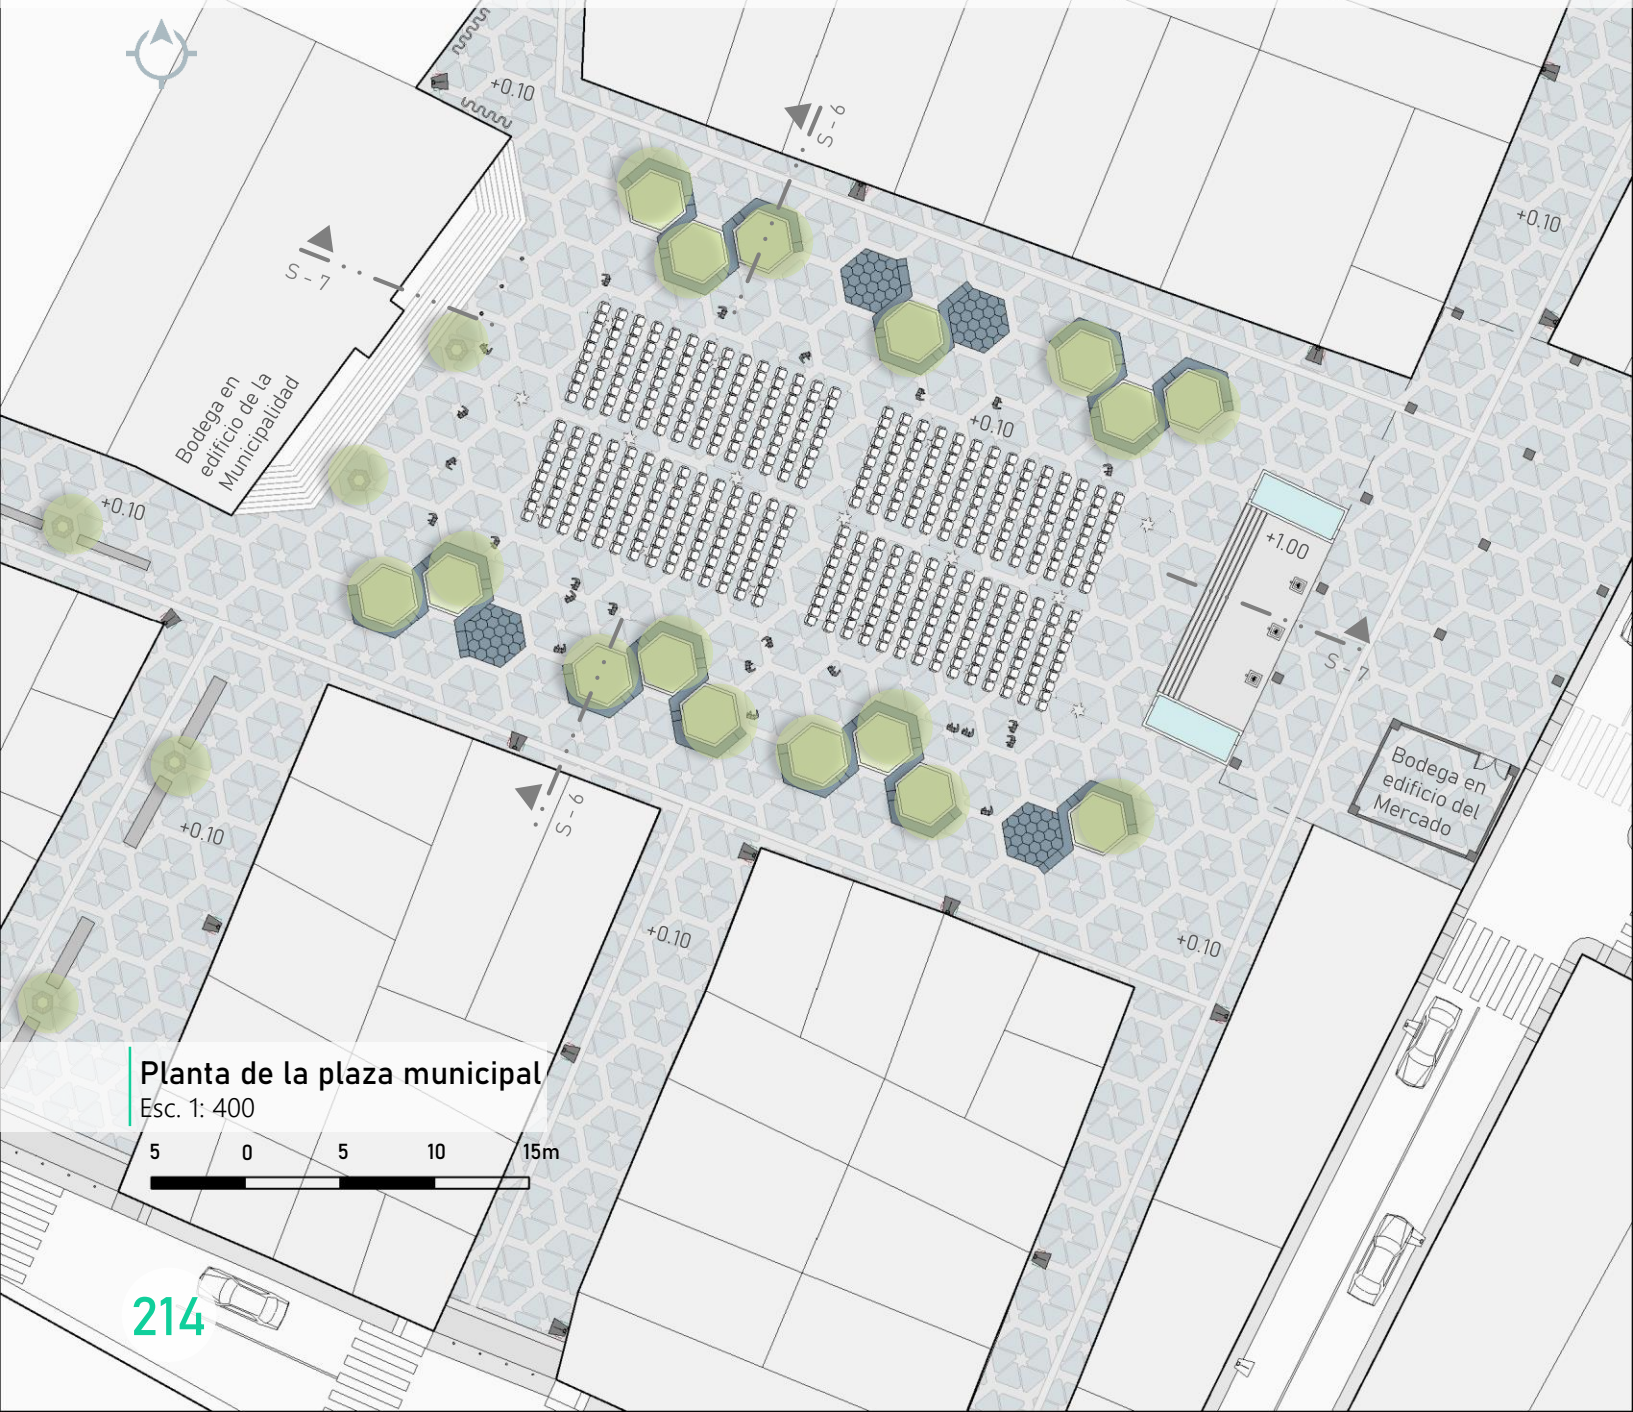 +0.10
S - 6
+0.10
S - 7
Bodega en
edificio de la
Municipalidad
+0.10
+0.10
+1.00
S - 7
Bodega en
edificio del
Mercado
S - 6
+0.10
+0.10
+0.10
Planta de la plaza municipal
Esc. 1: 400
5 0 5 10 15m
214